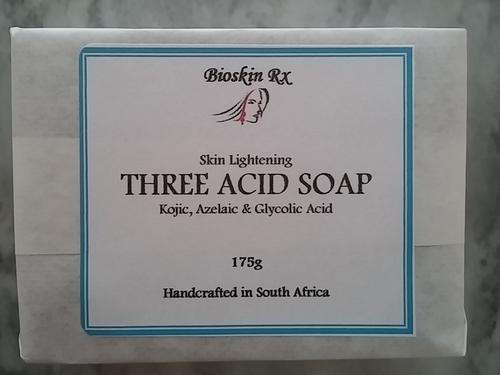 Bioskin Rx
Skin Lightening
THREE ACID SOAP
Kojic, Azelaic & Glycolic Acid
175g
Handcrafted in South Africa